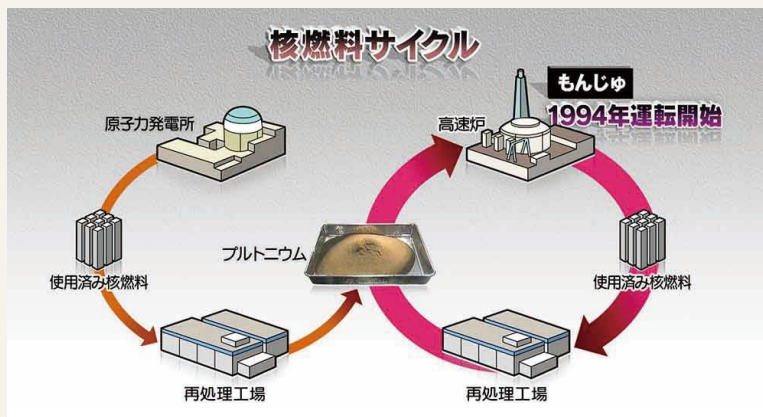 核燃料サイクル
もんじゅ
1994年運転開始
原子力発電所
高速炉
プルトニウム
使用済み核燃料
使用済み核燃料
再処理工場
再処理工場